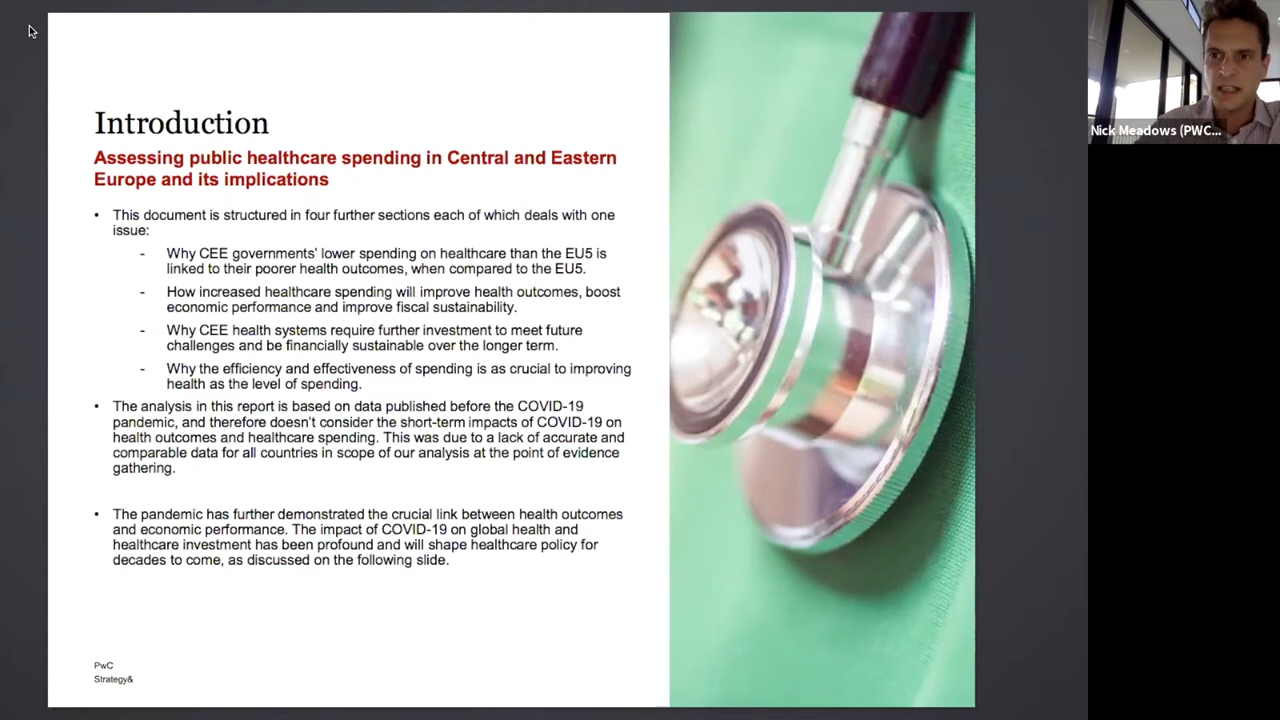 Introduction
Assessing public healthcare spending in Central and Eastern
Europe and its implications
• This document is structured in four further sections each of which deals with one
issue:
- Why CEE governments’ lower spending on healthcare than the EU5 is
linked to their poorer health outcomes, when compared to the EU5.
- How increased healthcare spending will improve health outcomes, boost
economic performance and improve fiscal sustainability.
- Why CEE health systems require further investment to meet future
challenges and be financially sustainable over the longer term.
- Why the efficiency and effectiveness of spending is as crucial to improving
health as the level of spending.
• The analysis in this report is based on data published before the COVID-19
pandemic, and therefore doesn’t consider the short-term impacts of COVID-19 on
health outcomes and healthcare spending. This was due to a lack of accurate and
comparable data for all countries in scope of our analysis at the point of evidence
gathering.
• The pandemic has further demonstrated the crucial link between health outcomes
and economic performance. The impact of COVID-19 on global health and
healthcare investment has been profound and will shape healthcare policy for
decades to come, as discussed on the following slide.
PwC
Strategy&
Nick Meadows (PWC...